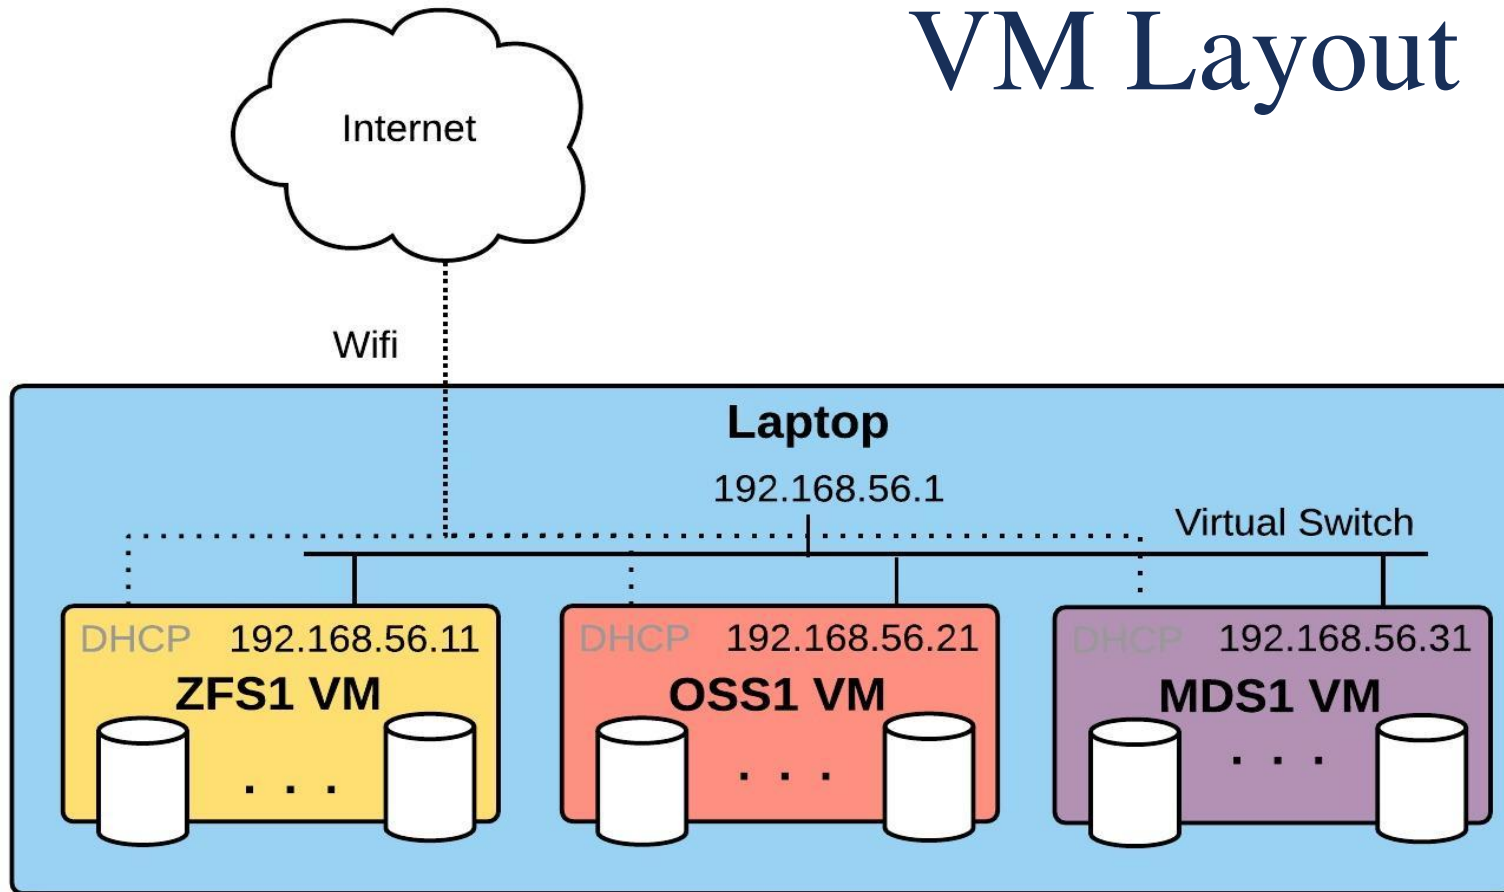 VM Layout
Internet
Wifi
Laptop
192.168.56.1
Virtual Switch
DHCP 192.168.56.11
ZFS1 VM
. . .
DHCP 192.168.56.21
OSS1 VM
. . .
DHCP 192.168.56.31
MDS1 VM
. . .